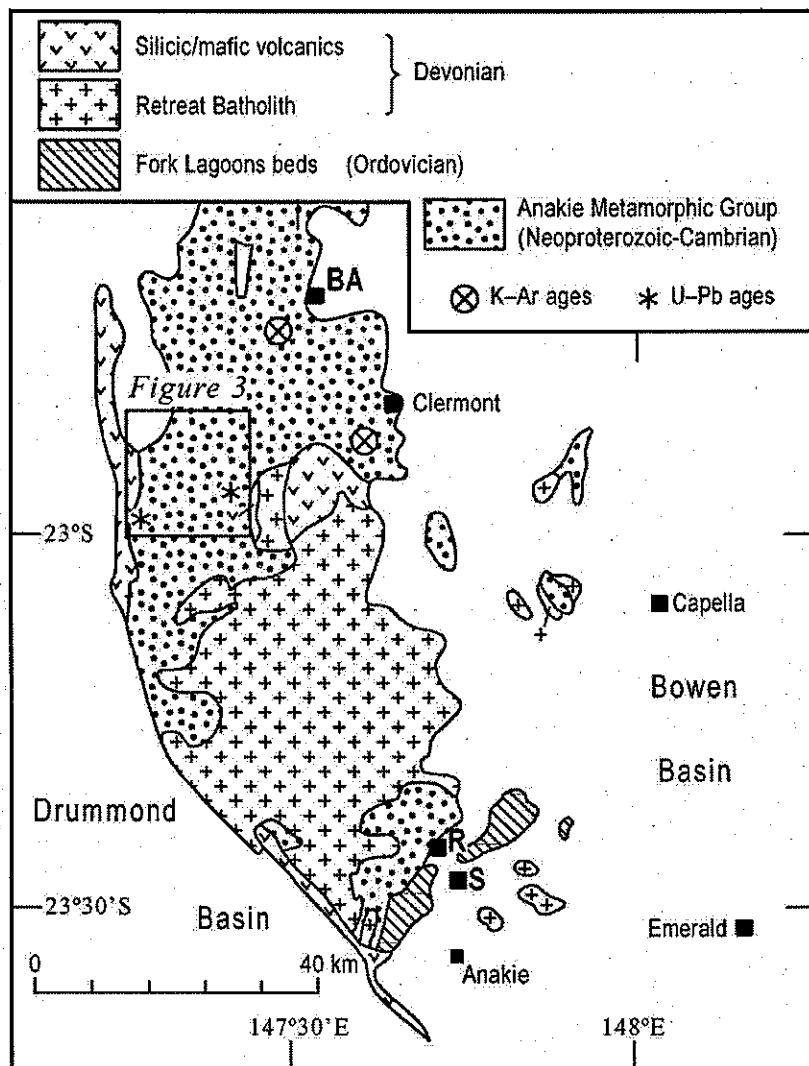 Silicic/mafic volcanics
Devonian
Retreat Batholith
Fork Lagoons beds (Ordovician)
Anakie Metamorphic Group
(Neoproterozoic-Cambrian)
K–Ar ages
U–Pb ages
BA
Figure 3
Clermont
23°S
Capella
Bowen
Basin
Drummond
R
S
23°30'S
Basin
Emerald
0
40 km
Anakie
147°30'E
148°E